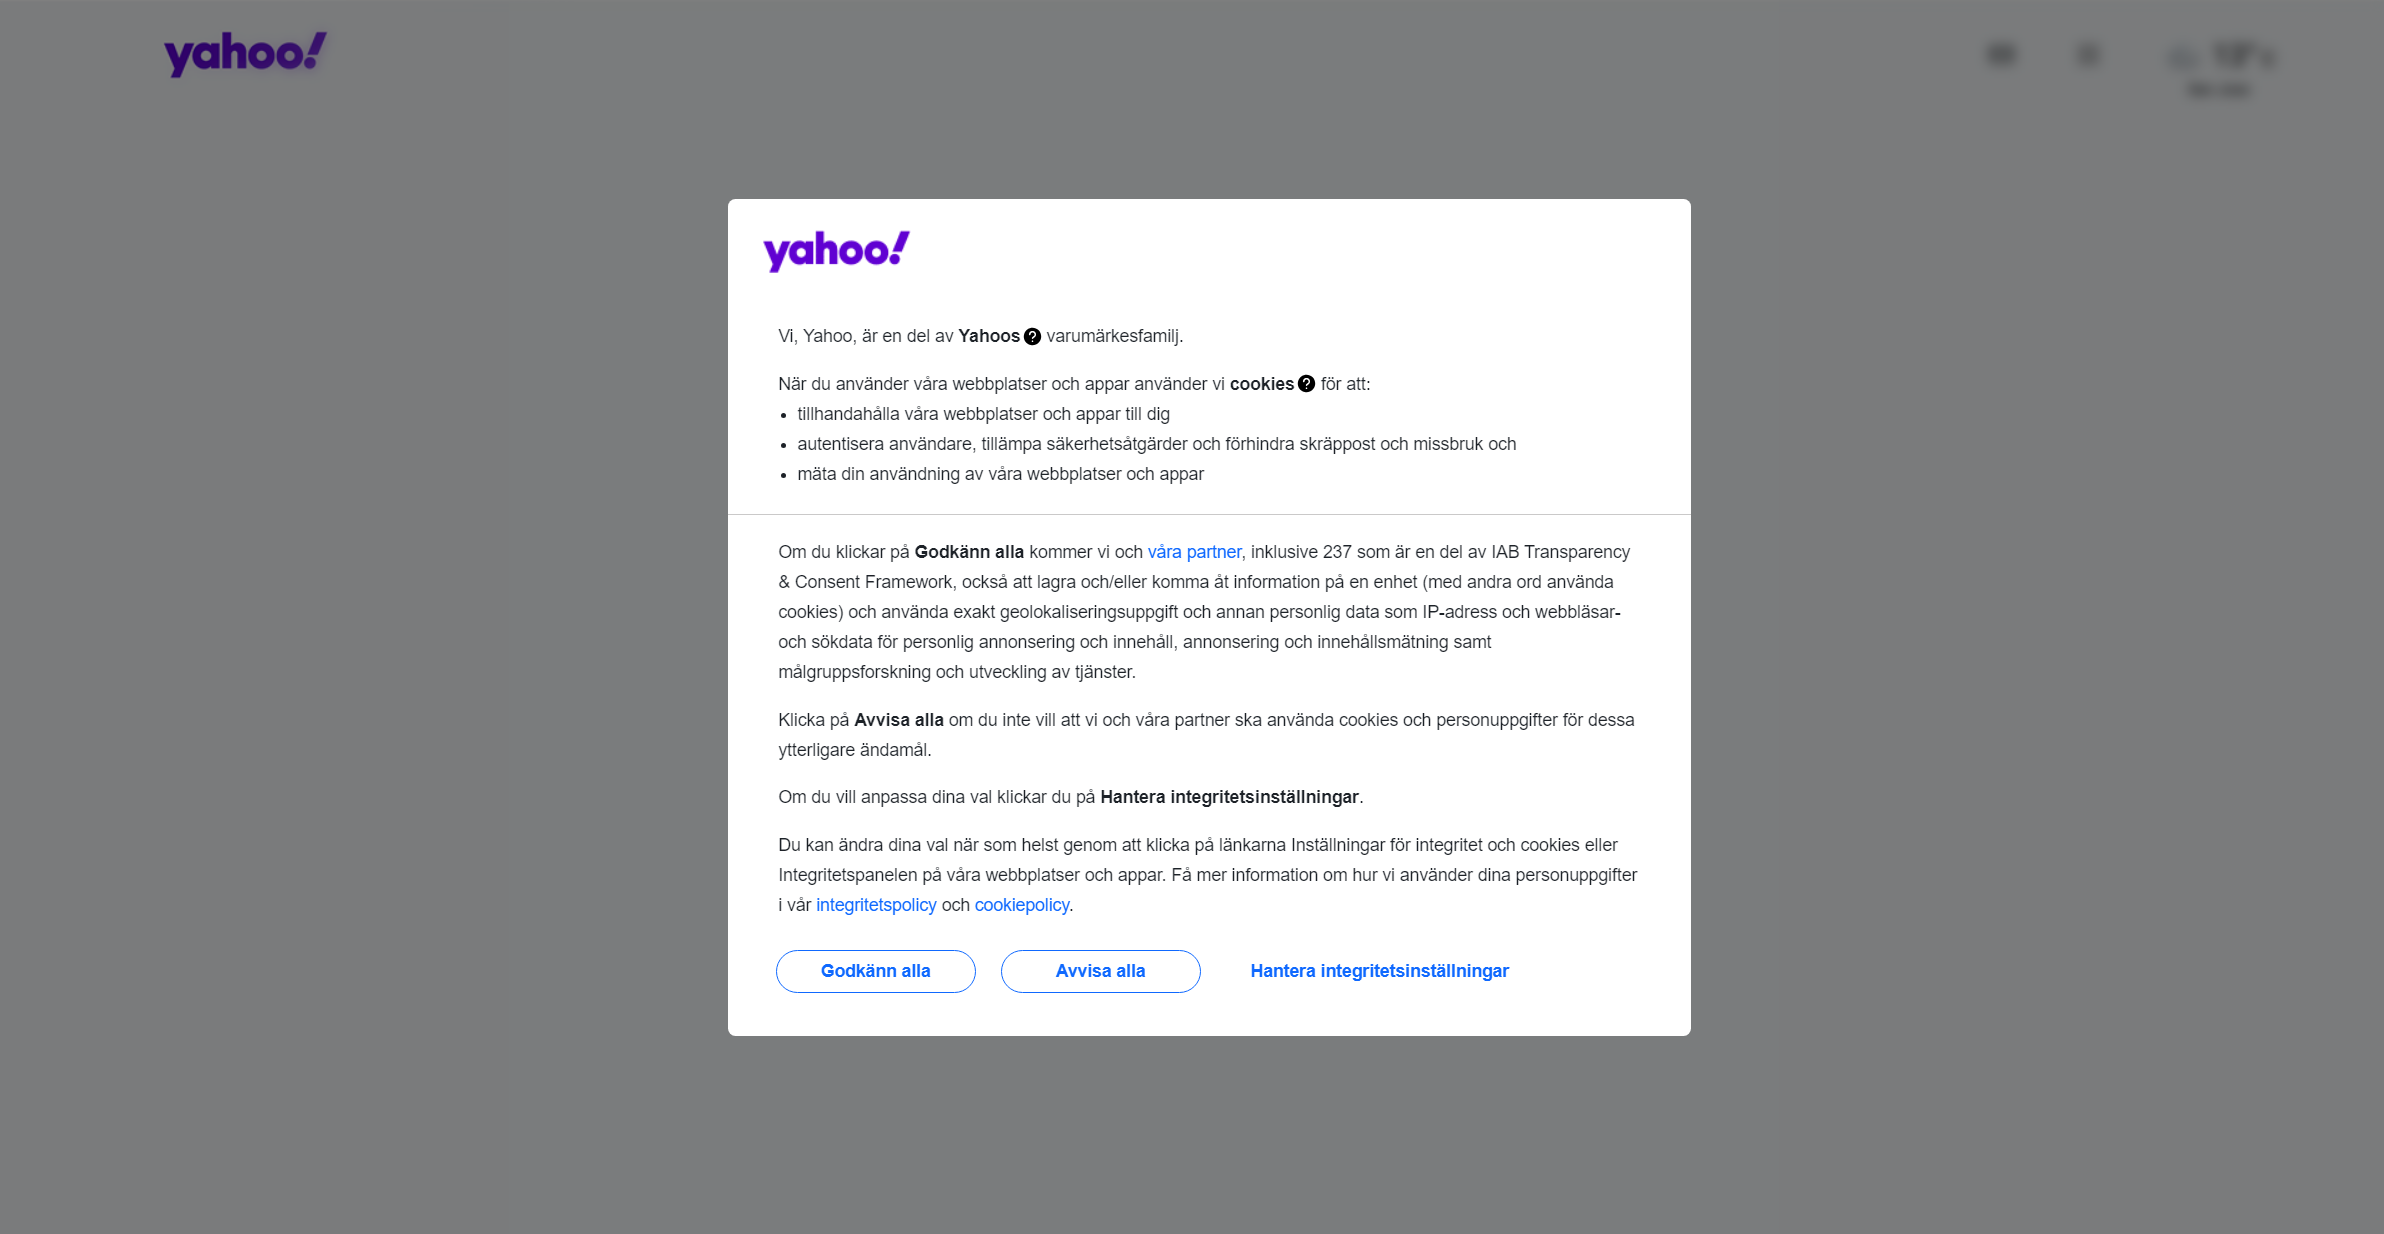 yahoo!
yahoo!
Vi, Yahoo, är en del av Yahoos varumärkesfamilj.
När du använder våra webbplatser och appar använder vi cookies för att:
tillhandahålla våra webbplatser och appar till dig
autentisera användare, tillämpa säkerhetsåtgärder och förhindra skräppost och missbruk och
mäta din användning av våra webbplatser och appar
Om du klickar på Godkänn alla kommer vi och våra partner, inklusive 237 som är en del av IAB Transparency
& Consent Framework, också att lagra och/eller komma åt information på en enhet (med andra ord använda
cookies) och använda exakt geolokaliseringsuppgift och annan personlig data som IP-adress och webbläsar-
och sökdata för personlig annonsering och innehåll, annonsering och innehållsmätning samt
målgruppsforskning och utveckling av tjänster.
Klicka på Avvisa alla om du inte vill att vi och våra partner ska använda cookies och personuppgifter för dessa
ytterligare ändamål.
Om du vill anpassa dina val klickar du på Hantera integritetsinställningar.
Du kan ändra dina val när som helst genom att klicka på länkarna Inställningar för integritet och cookies eller
Integritetspanelen på våra webbplatser och appar. Få mer information om hur vi använder dina personuppgifter
i vår integritetspolicy och cookiepolicy.
Godkänn alla Avvisa alla Hantera integritetsinställningar